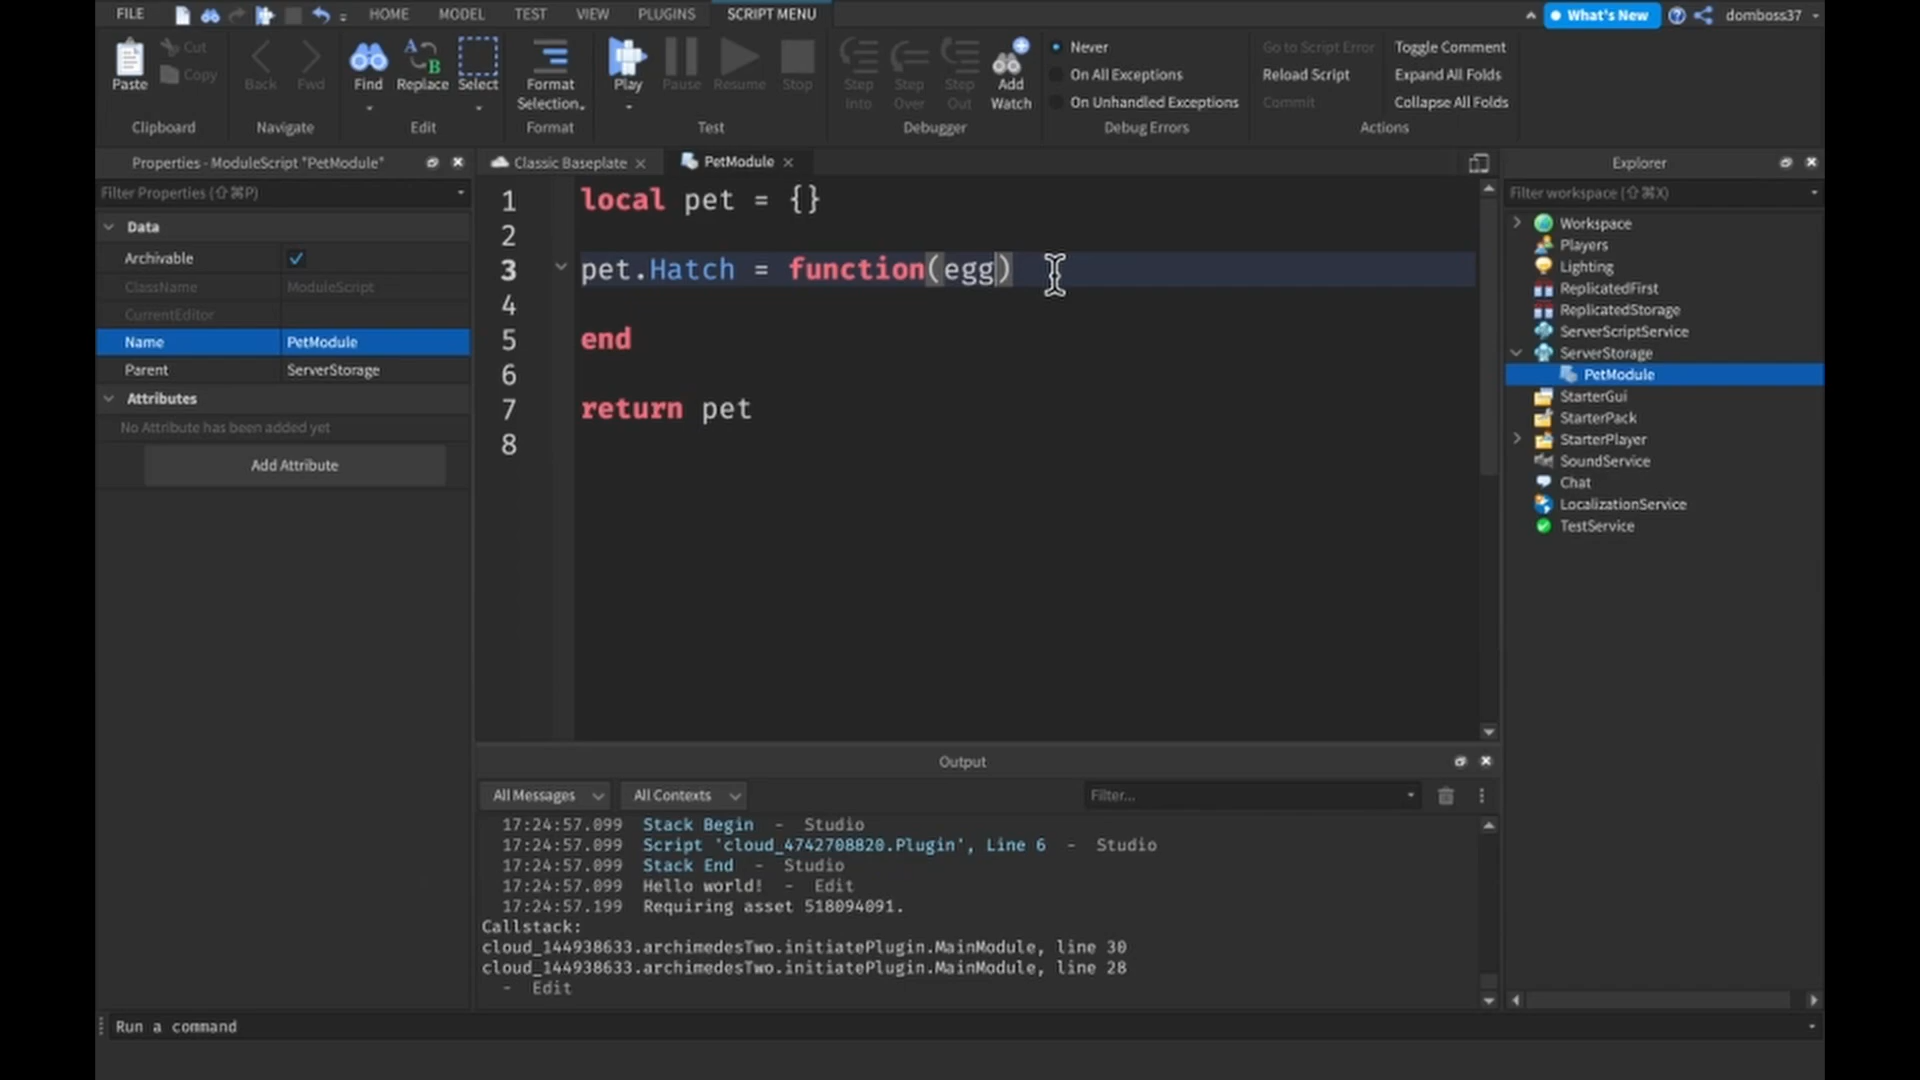 FILE HOME MODEL TEST VIEW PLUGINS SCRIPT MENU What's New domboss37
Paste Cut Copy
Clipboard
Back Fwd
Navigate
Find Replace Select
Edit
Format Selection
Format
Play Pause Resume Stop
Test
Step Into Step Over Step Out Add Watch
Debugger
Never
On All Exceptions
On Unhandled Exceptions
Debug Errors
Go to Script Error
Reload Script
Commit
Toggle Comment
Expand All Folds
Collapse All Folds
Actions
Properties - ModuleScript "PetModule"
Filter Properties (⇧⌘P)
Data
Archivable
ClassName ModuleScript
CurrentEditor
Name PetModule
Parent ServerStorage
Attributes
No Attribute has been added yet
Add Attribute
Classic Baseplate × PetModule ×
1 local pet = {}
2
3 pet.Hatch = function(egg)
4
5 end
6
7 return pet
8
Output
All Messages All Contexts Filter...
17:24:57.099 Stack Begin - Studio
17:24:57.099 Script 'cloud_4742708820.Plugin', Line 6 - Studio
17:24:57.099 Stack End - Studio
17:24:57.099 Hello world! - Edit
17:24:57.199 Requiring asset 518094091.
Callstack:
cloud_144938633.archimedesTwo.initiatePlugin.MainModule, line 30
cloud_144938633.archimedesTwo.initiatePlugin.MainModule, line 28
- Edit
Explorer
Filter workspace (⇧⌘X)
Workspace
Players
Lighting
ReplicatedFirst
ReplicatedStorage
ServerScriptService
ServerStorage
PetModule
StarterGui
StarterPack
StarterPlayer
SoundService
Chat
LocalizationService
TestService
Run a command